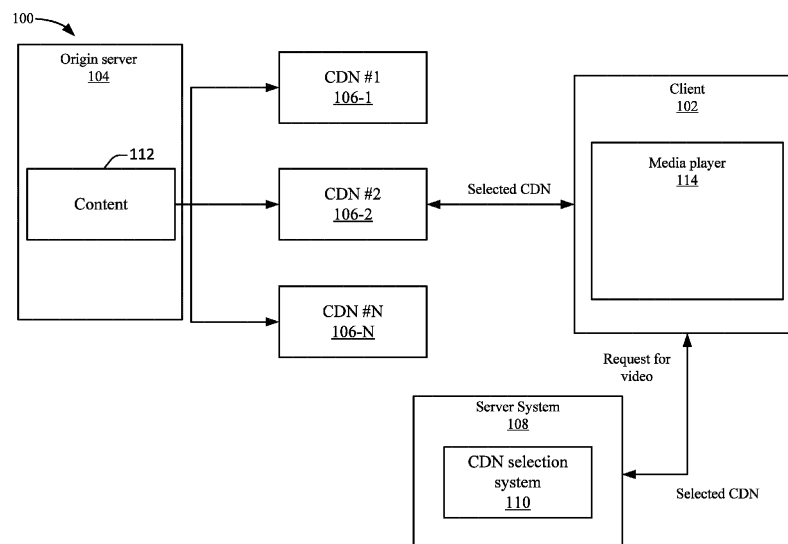 100
Origin server
104
112
Content
CDN #1
106-1
CDN #2
106-2
CDN #N
106-N
Selected CDN
Client
102
Media player
114
Request for
video
Server System
108
CDN selection
system
110
Selected CDN